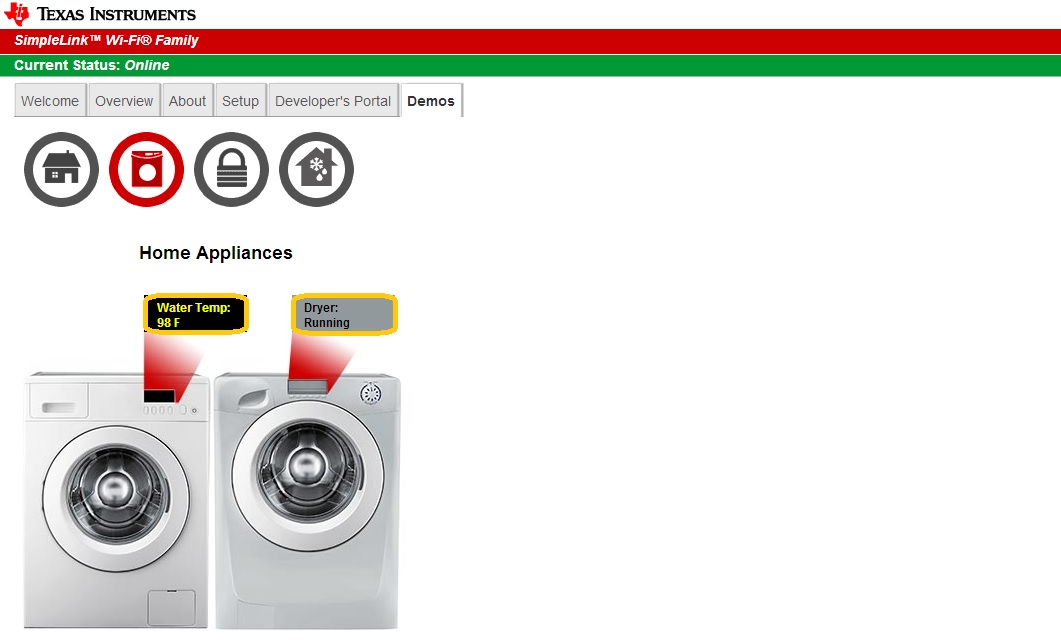 TEXAS INSTRUMENTS
SimpleLink™ Wi-Fi® Family
Current Status: Online
Welcome Overview About Setup Developer's Portal Demos
Home Appliances
Water Temp:
98 F
Dryer:
Running